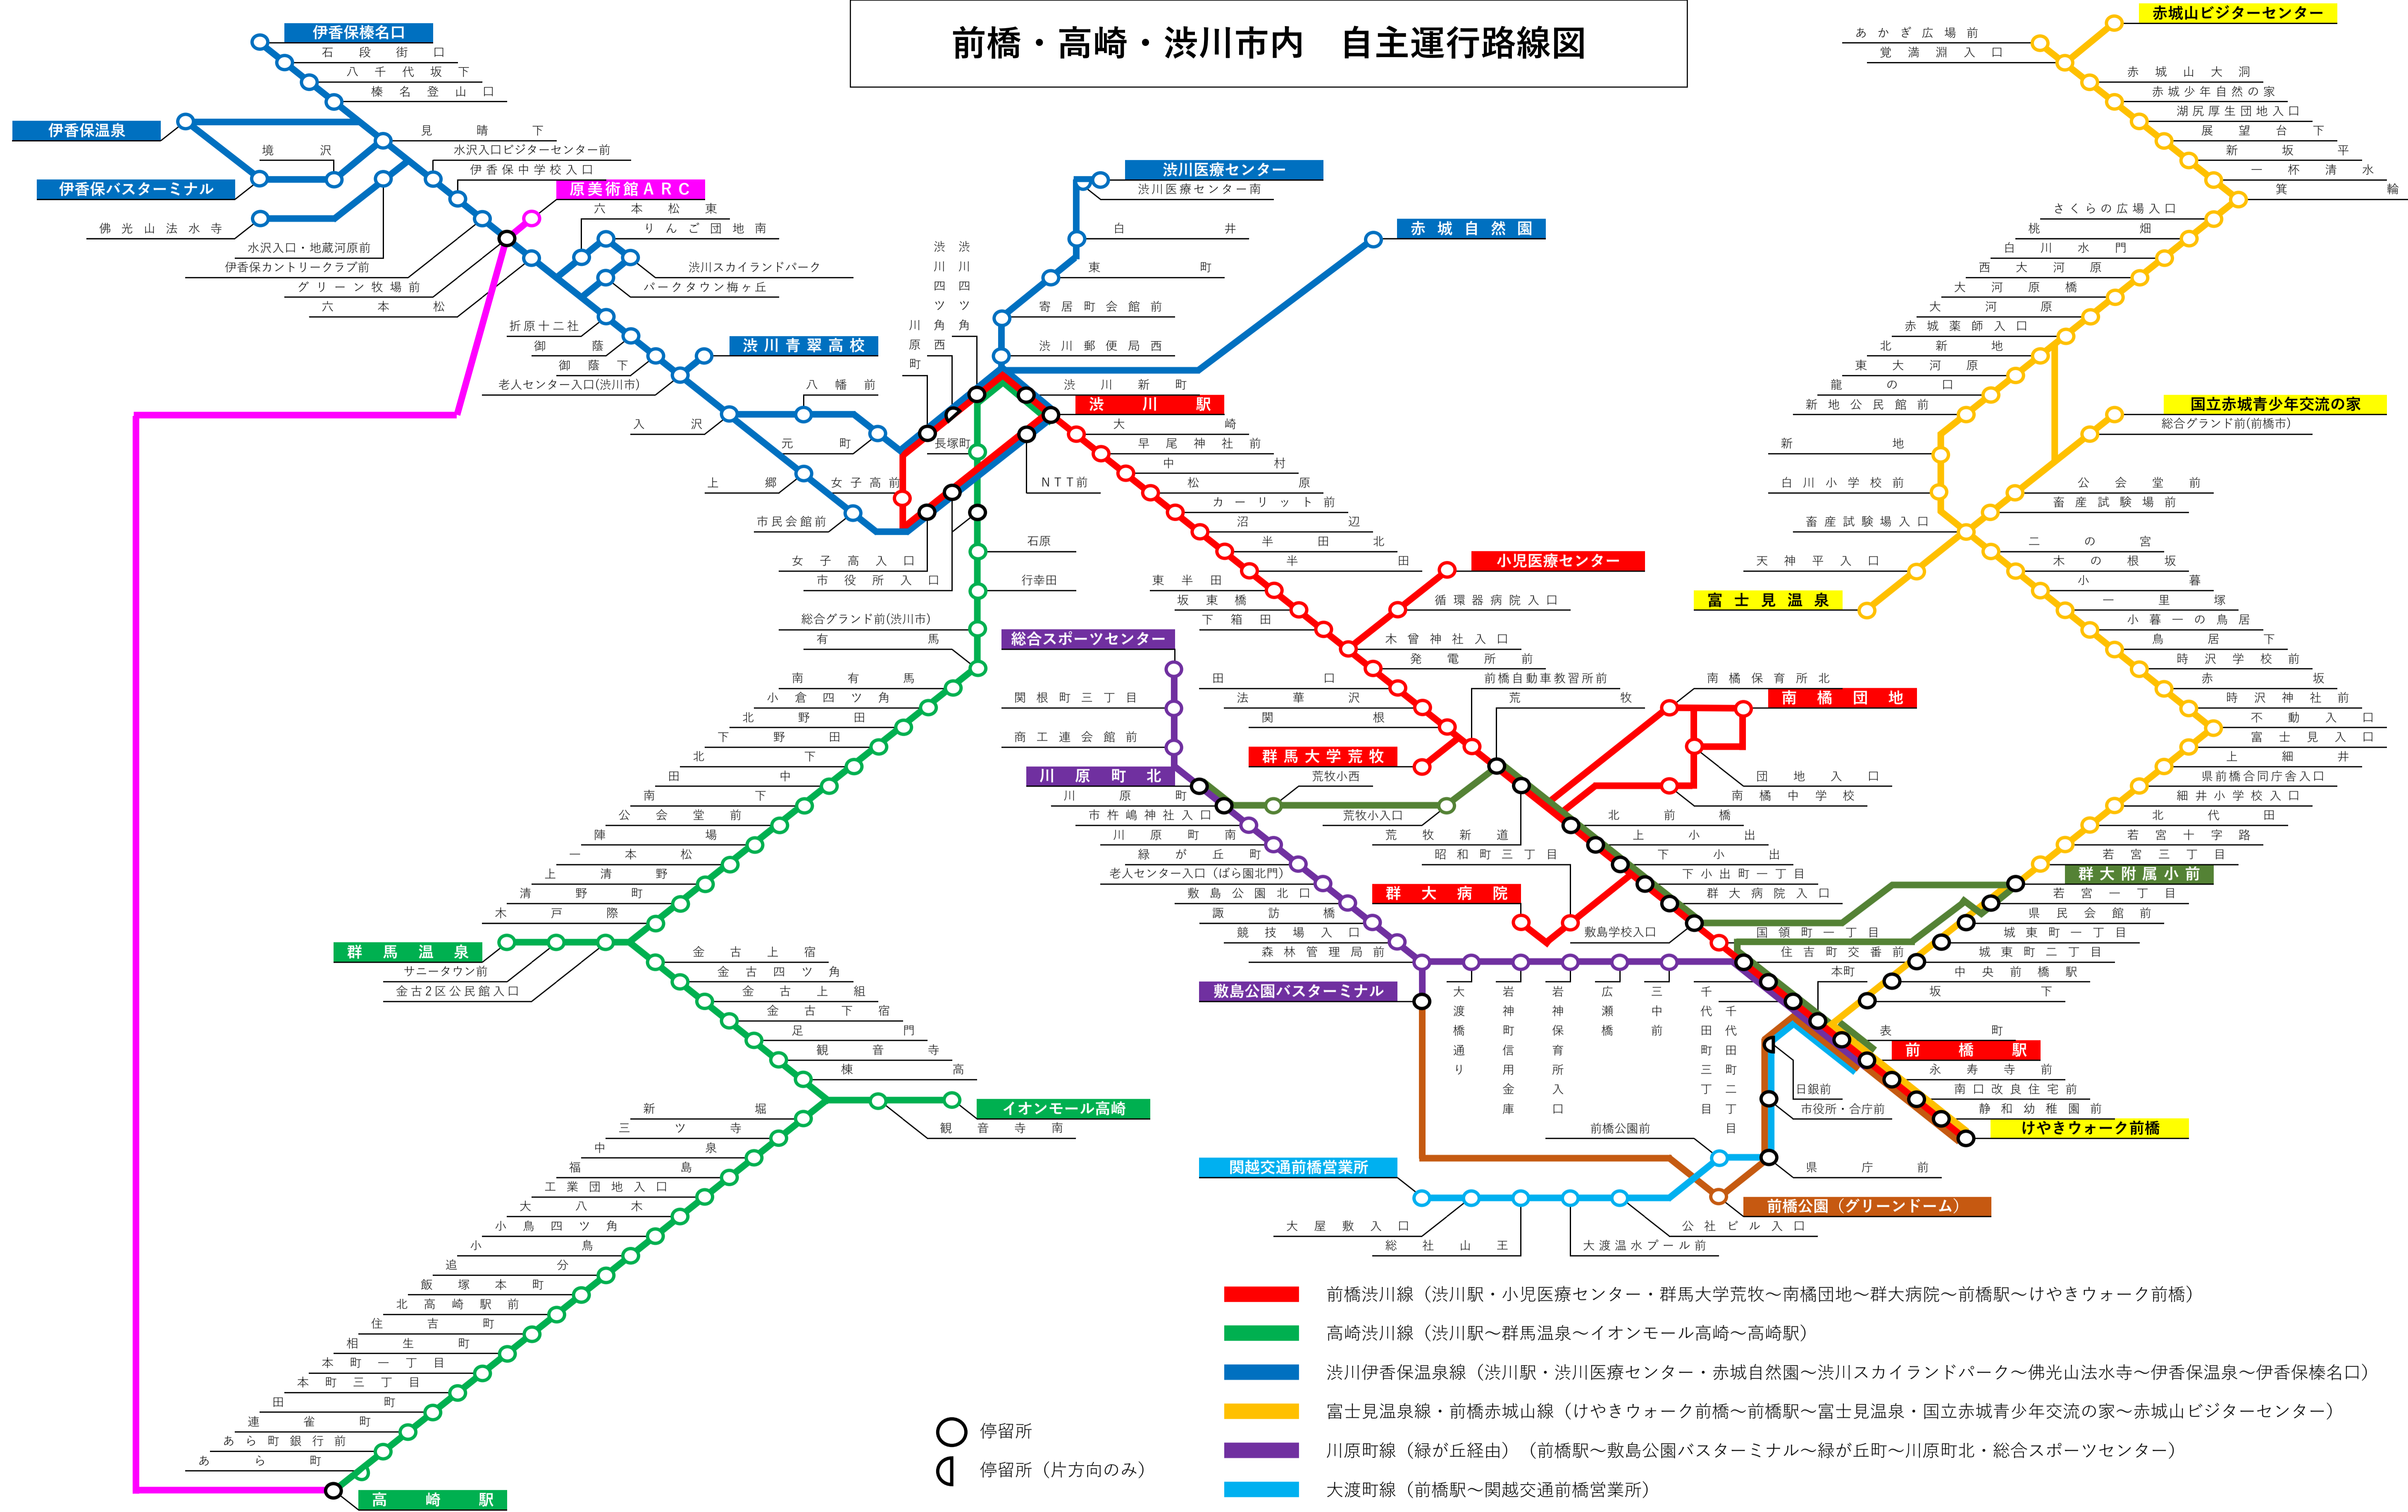 前橋・高崎・渋川市内　自主運行路線図
伊香保榛名口
石段街口
八千代坂下
榛名登山口
伊香保温泉
見晴下
境沢
水沢入口ビジターセンター前
伊香保中学校入口
伊香保バスターミナル
原美術館ＡＲＣ
佛光山法水寺
六本松東
りんご団地南
水沢入口・地蔵河原前
伊香保カントリークラブ前
渋川スカイランドパーク
グリーン牧場前
パークタウン梅ヶ丘
六本松
折原十二社
御蔭
御蔭下
渋川青翠高校
老人センター入口(渋川市)
八幡前
入沢
元町
上郷
女子高前
市民会館前
女子高入口
市役所入口
川原町
渋川四ツ角西
渋川四ツ角
長塚町
NTT前
渋川医療センター
渋川医療センター南
白井
東町
寄居町会館前
渋川郵便局西
赤城自然園
渋川新町
渋川駅
大崎
早尾神社前
中村
松原
カーリット前
沼辺
半田北
半田
東半田
坂東橋
下箱田
小児医療センター
循環器病院入口
木曽神社入口
発電所前
田口
法華沢
関根
前橋自動車教習所前
荒牧
群馬大学荒牧
荒牧小西
荒牧小入口
荒牧新道
南橘保育所北
南橘団地
団地入口
南橘中学校
北前橋
上小出
下小出
下小出町一丁目
群大病院入口
昭和町三丁目
群大病院
敷島学校入口
国領町一丁目
住吉町交番前
本町
石原
行幸田
総合グランド前(渋川市)
有馬
南有馬
小倉四ツ角
北野田
下野田
北下
田中
南下
公会堂前
陣場
一本松
上清野
清野町
木戸際
群馬温泉
サニータウン前
金古2区公民館入口
金古上宿
金古四ツ角
金古上組
金古下宿
足門
観音寺
棟高
イオンモール高崎
観音寺南
新堀
三ツ寺
中泉
福島
工業団地入口
大八木
小鳥四ツ角
小鳥
追分
飯塚本町
北高崎駅前
住吉町
相生町
本町一丁目
本町三丁目
田町
連雀町
あら町銀行前
あら町
高崎駅
総合スポーツセンター
関根町三丁目
商工連会館前
川原町北
川原町
市杵嶋神社入口
川原町南
緑が丘町
老人センター入口（ばら園北門）
敷島公園北口
諏訪橋
競技場入口
森林管理局前
敷島公園バスターミナル
大渡橋通り
岩神町信用金庫
岩神保育所入口
広瀬橋
三中前
千代田町三丁目
千代田町二丁目
日銀前
市役所・合庁前
前橋公園前
県庁前
関越交通前橋営業所
前橋公園（グリーンドーム）
大屋敷入口
総社山王
大渡温水プール前
公社ビル入口
赤城山ビジターセンター
あかぎ広場前
覚満淵入口
赤城山大洞
赤城少年自然の家
湖尻厚生団地入口
展望台下
新坂平
一杯清水
箕輪
さくらの広場入口
桃畑
白川水門
西大河原
大河原橋
大河原
赤城薬師入口
北新地
東大河原
龍の口
新地公民館前
国立赤城青少年交流の家
総合グランド前(前橋市)
新地
白川小学校前
公会堂前
畜産試験場前
畜産試験場入口
二の宮
天神平入口
木の根坂
小暮
富士見温泉
一里塚
小暮一の鳥居
鳥居下
時沢学校前
赤坂
時沢神社前
不動入口
富士見入口
上細井
県前橋合同庁舎入口
細井小学校入口
北代田
若宮十字路
若宮三丁目
群大附属小前
若宮一丁目
県民会館前
城東町一丁目
城東町二丁目
中央前橋駅
坂下
表町
前橋駅
永寿寺前
南口改良住宅前
静和幼稚園前
けやきウォーク前橋
停留所
停留所（片方向のみ）
前橋渋川線（渋川駅・小児医療センター・群馬大学荒牧～南橘団地～群大病院～前橋駅～けやきウォーク前橋）
高崎渋川線（渋川駅～群馬温泉～イオンモール高崎～高崎駅）
渋川伊香保温泉線（渋川駅・渋川医療センター・赤城自然園～渋川スカイランドパーク～佛光山法水寺～伊香保温泉～伊香保榛名口）
富士見温泉線・前橋赤城山線（けやきウォーク前橋～前橋駅～富士見温泉・国立赤城青少年交流の家～赤城山ビジターセンター）
川原町線（緑が丘経由）（前橋駅～敷島公園バスターミナル～緑が丘町～川原町北・総合スポーツセンター）
大渡町線（前橋駅～関越交通前橋営業所）